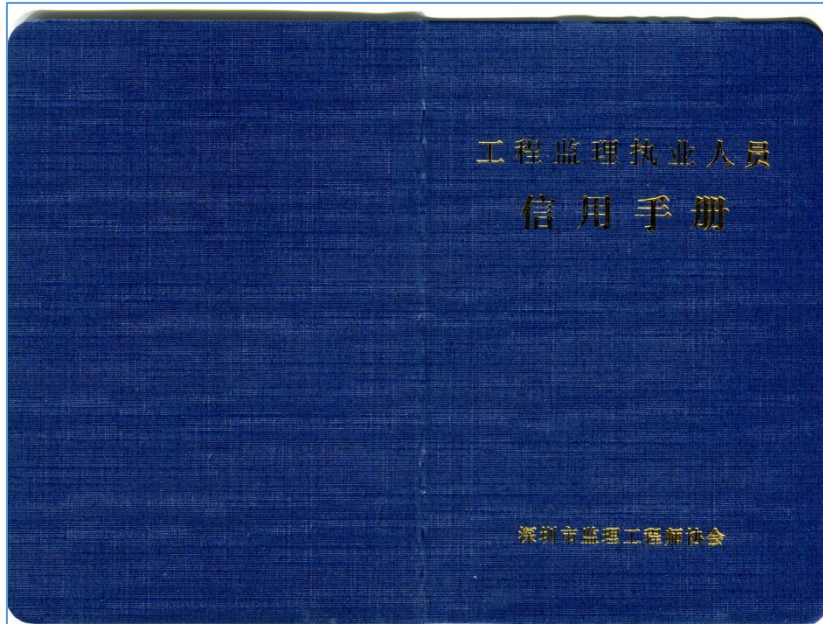 工程监理执业人员
信用手册
深圳市监理工程师协会